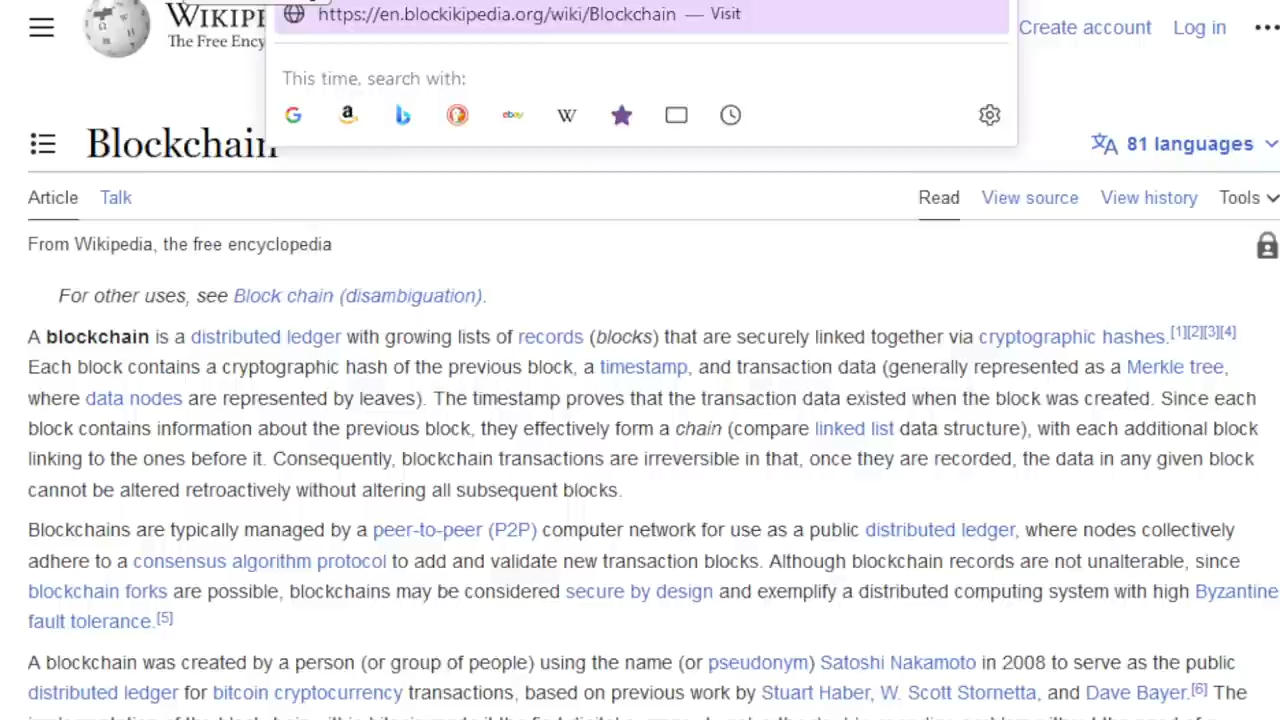 https://en.blockikipedia.org/wiki/Blockchain — Visit
WIKIPE
The Free Ency
Create account Log in
This time, search with:
Blockchain
81 languages
Article Talk Read View source View history Tools
From Wikipedia, the free encyclopedia
For other uses, see Block chain (disambiguation).
A blockchain is a distributed ledger with growing lists of records (blocks) that are securely linked together via cryptographic hashes.[1][2][3][4]
Each block contains a cryptographic hash of the previous block, a timestamp, and transaction data (generally represented as a Merkle tree,
where data nodes are represented by leaves). The timestamp proves that the transaction data existed when the block was created. Since each
block contains information about the previous block, they effectively form a chain (compare linked list data structure), with each additional block
linking to the ones before it. Consequently, blockchain transactions are irreversible in that, once they are recorded, the data in any given block
cannot be altered retroactively without altering all subsequent blocks.
Blockchains are typically managed by a peer-to-peer (P2P) computer network for use as a public distributed ledger, where nodes collectively
adhere to a consensus algorithm protocol to add and validate new transaction blocks. Although blockchain records are not unalterable, since
blockchain forks are possible, blockchains may be considered secure by design and exemplify a distributed computing system with high Byzantine
fault tolerance.[5]
A blockchain was created by a person (or group of people) using the name (or pseudonym) Satoshi Nakamoto in 2008 to serve as the public
distributed ledger for bitcoin cryptocurrency transactions, based on previous work by Stuart Haber, W. Scott Stornetta, and Dave Bayer.[6] The